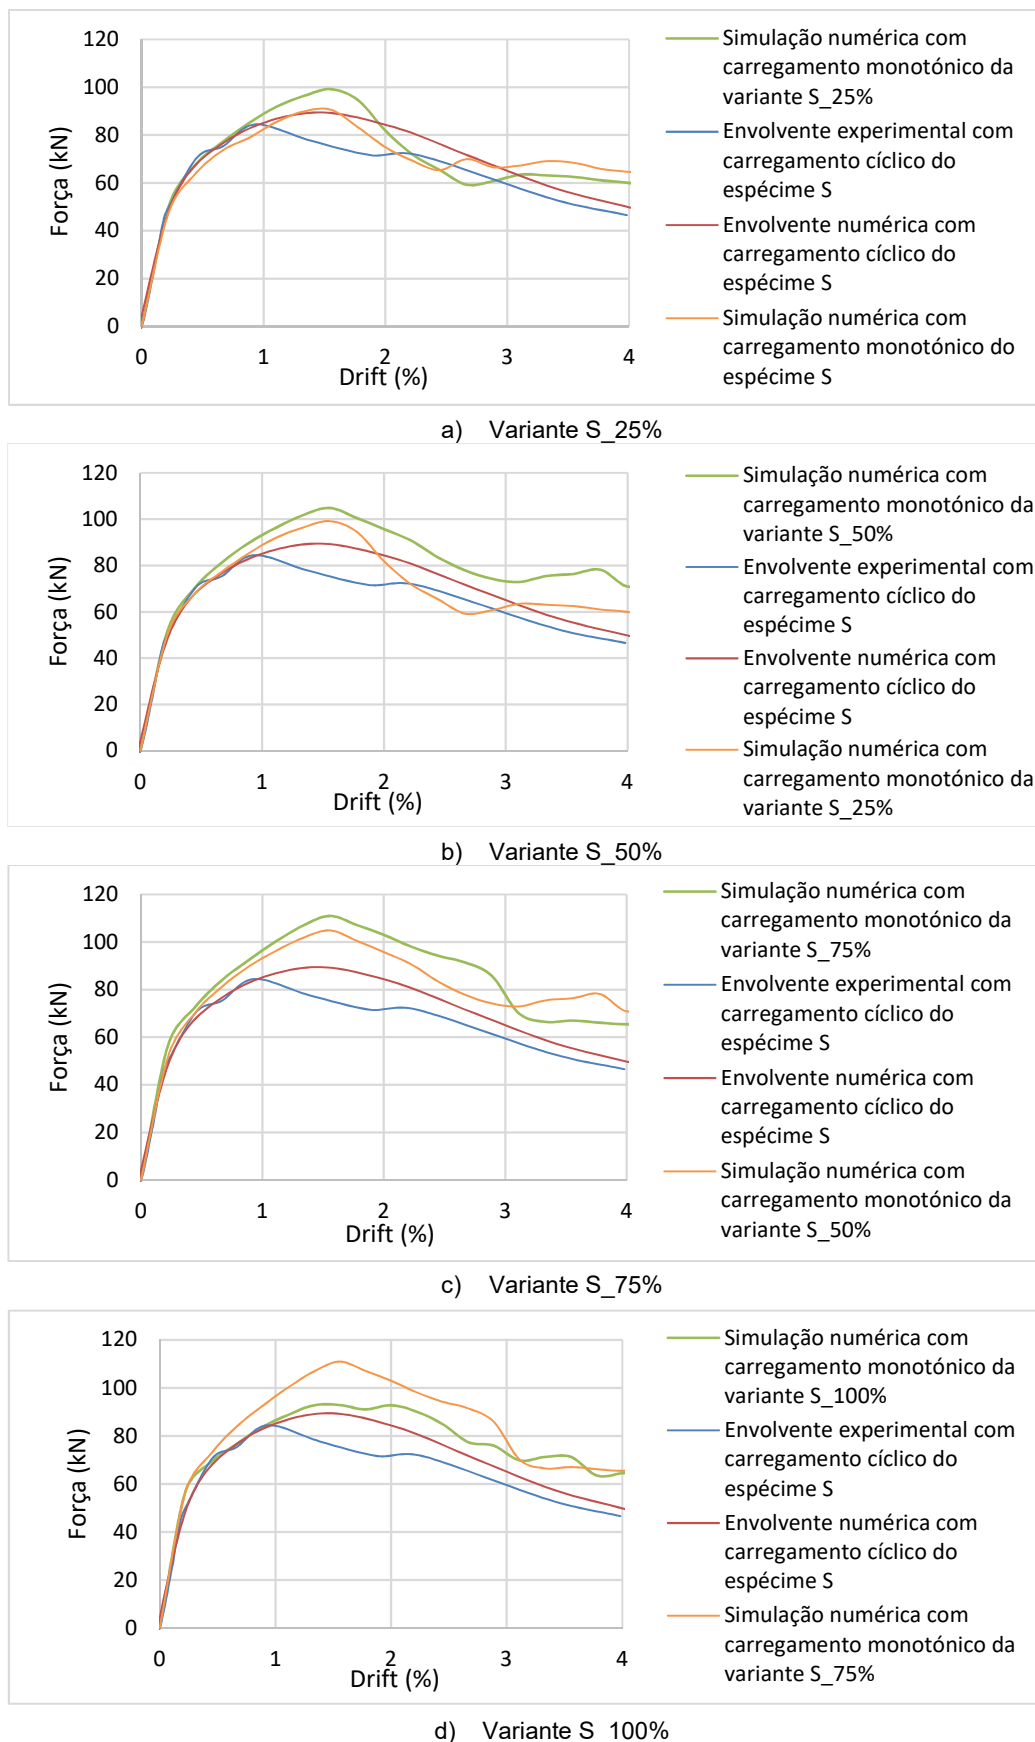 120
100
80
60
40
20
0
Força (kN)
0 1 2 3 4
Drift (%)
Simulação numérica com
carregamento monotónico da
variante S_25%
Envolvente experimental com
carregamento cíclico do
espécime S
Envolvente numérica com
carregamento cíclico do
espécime S
Simulação numérica com
carregamento monotónico do
espécime S
a) Variante S_25%
120
100
80
60
40
20
0
Força (kN)
0 1 2 3 4
Drift (%)
Simulação numérica com
carregamento monotónico da
variante S_50%
Envolvente experimental com
carregamento cíclico do
espécime S
Envolvente numérica com
carregamento cíclico do
espécime S
Simulação numérica com
carregamento monotónico da
variante S_25%
b) Variante S_50%
120
100
80
60
40
20
0
Força (kN)
0 1 2 3 4
Drift (%)
Simulação numérica com
carregamento monotónico da
variante S_75%
Envolvente experimental com
carregamento cíclico do
espécime S
Envolvente numérica com
carregamento cíclico do
espécime S
Simulação numérica com
carregamento monotónico da
variante S_50%
c) Variante S_75%
120
100
80
60
40
20
0
Força (kN)
0 1 2 3 4
Drift (%)
Simulação numérica com
carregamento monotónico da
variante S_100%
Envolvente experimental com
carregamento cíclico do
espécime S
Envolvente numérica com
carregamento cíclico do
espécime S
Simulação numérica com
carregamento monotónico da
variante S_75%
d) Variante S 100%